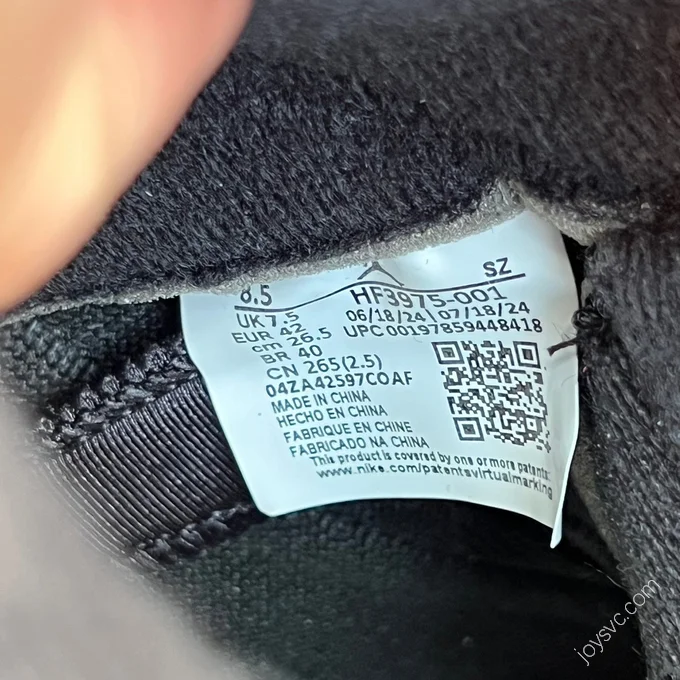 SZ
8.5
HF3975-001
UK 7.5
06/18/24\07/18/24
EUR 42
UPC 00197859448418
cm 26.5
BR 40
CN 265(2.5)
04ZA42597COAF
MADE IN CHINA
HECHO EN CHINA
FABRIQUE EN CHINE
FABRICADO NA CHINA
This product is covered by one or more patents:
www.nike.com/patentsvirtualmarking
joysvc.com